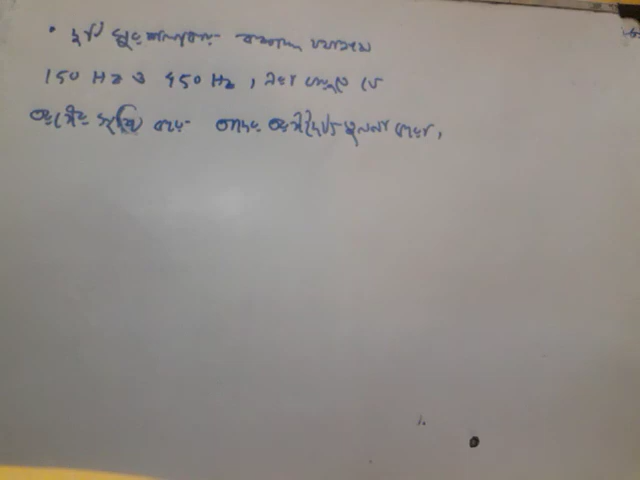 • দুটি সুরশলাকার কম্পাঙ্ক যথাক্রমে
150 Hz ও 450 Hz, এরা বায়ুতে যে
তরঙ্গের সৃষ্টি করে তাদের তরঙ্গদৈর্ঘ্য তুলনা করো,